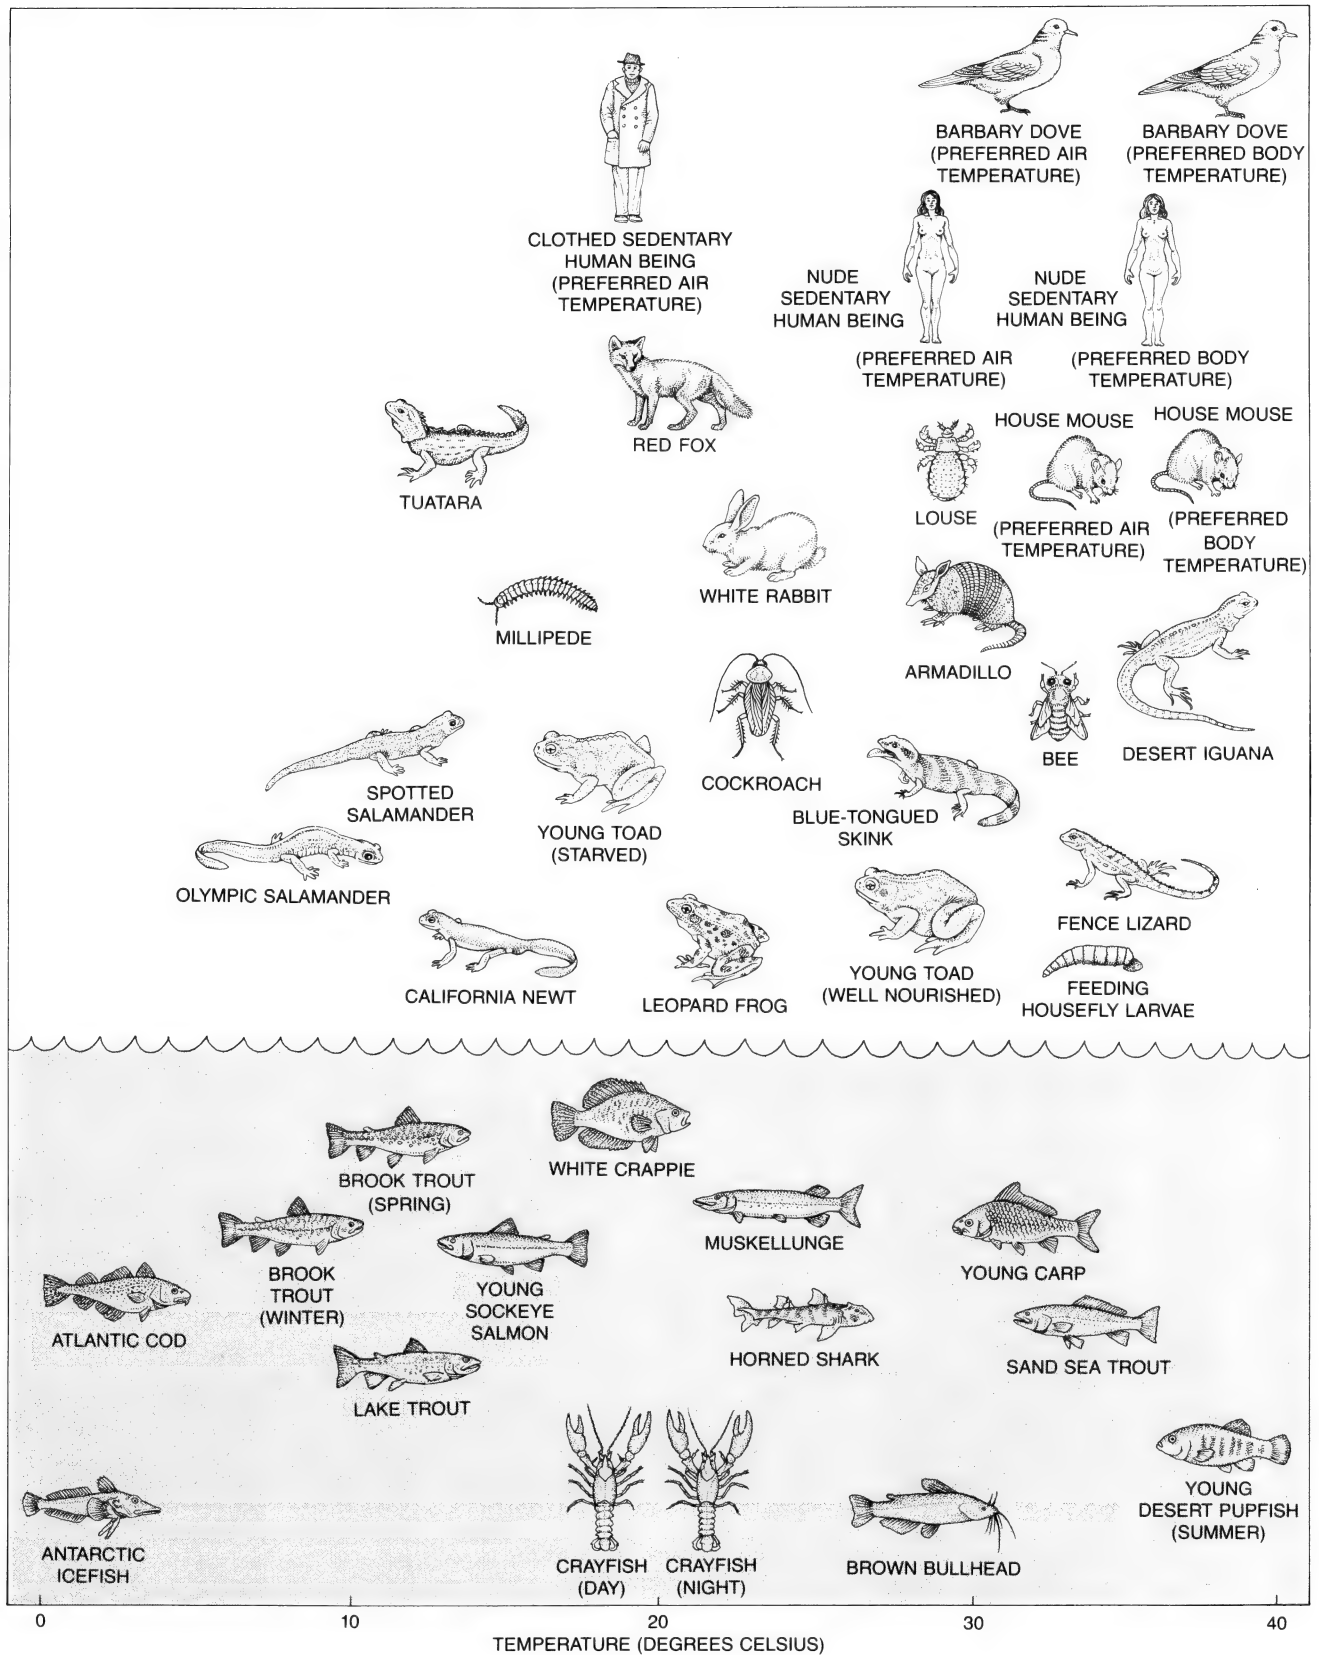 BARBARY DOVE
(PREFERRED AIR
TEMPERATURE)
BARBARY DOVE
(PREFERRED BODY
TEMPERATURE)
CLOTHED SEDENTARY
HUMAN BEING
(PREFERRED AIR
TEMPERATURE)
NUDE
SEDENTARY
HUMAN BEING
(PREFERRED AIR
TEMPERATURE)
NUDE
SEDENTARY
HUMAN BEING
(PREFERRED BODY
TEMPERATURE)
RED FOX
TUATARA
LOUSE
HOUSE MOUSE
(PREFERRED AIR
TEMPERATURE)
HOUSE MOUSE
(PREFERRED
BODY
TEMPERATURE)
WHITE RABBIT
MILLIPEDE
ARMADILLO
BEE
DESERT IGUANA
COCKROACH
SPOTTED
SALAMANDER
YOUNG TOAD
(STARVED)
BLUE-TONGUED
SKINK
OLYMPIC SALAMANDER
FENCE LIZARD
CALIFORNIA NEWT
LEOPARD FROG
YOUNG TOAD
(WELL NOURISHED)
FEEDING
HOUSEFLY LARVAE
WHITE CRAPPIE
BROOK TROUT
(SPRING)
MUSKELLUNGE
YOUNG CARP
BROOK
TROUT
(WINTER)
YOUNG
SOCKEYE
SALMON
ATLANTIC COD
HORNED SHARK
SAND SEA TROUT
LAKE TROUT
YOUNG
DESERT PUPFISH
(SUMMER)
ANTARCTIC
ICEFISH
CRAYFISH
(DAY)
CRAYFISH
(NIGHT)
BROWN BULLHEAD
0 10 20 30 40
TEMPERATURE (DEGREES CELSIUS)